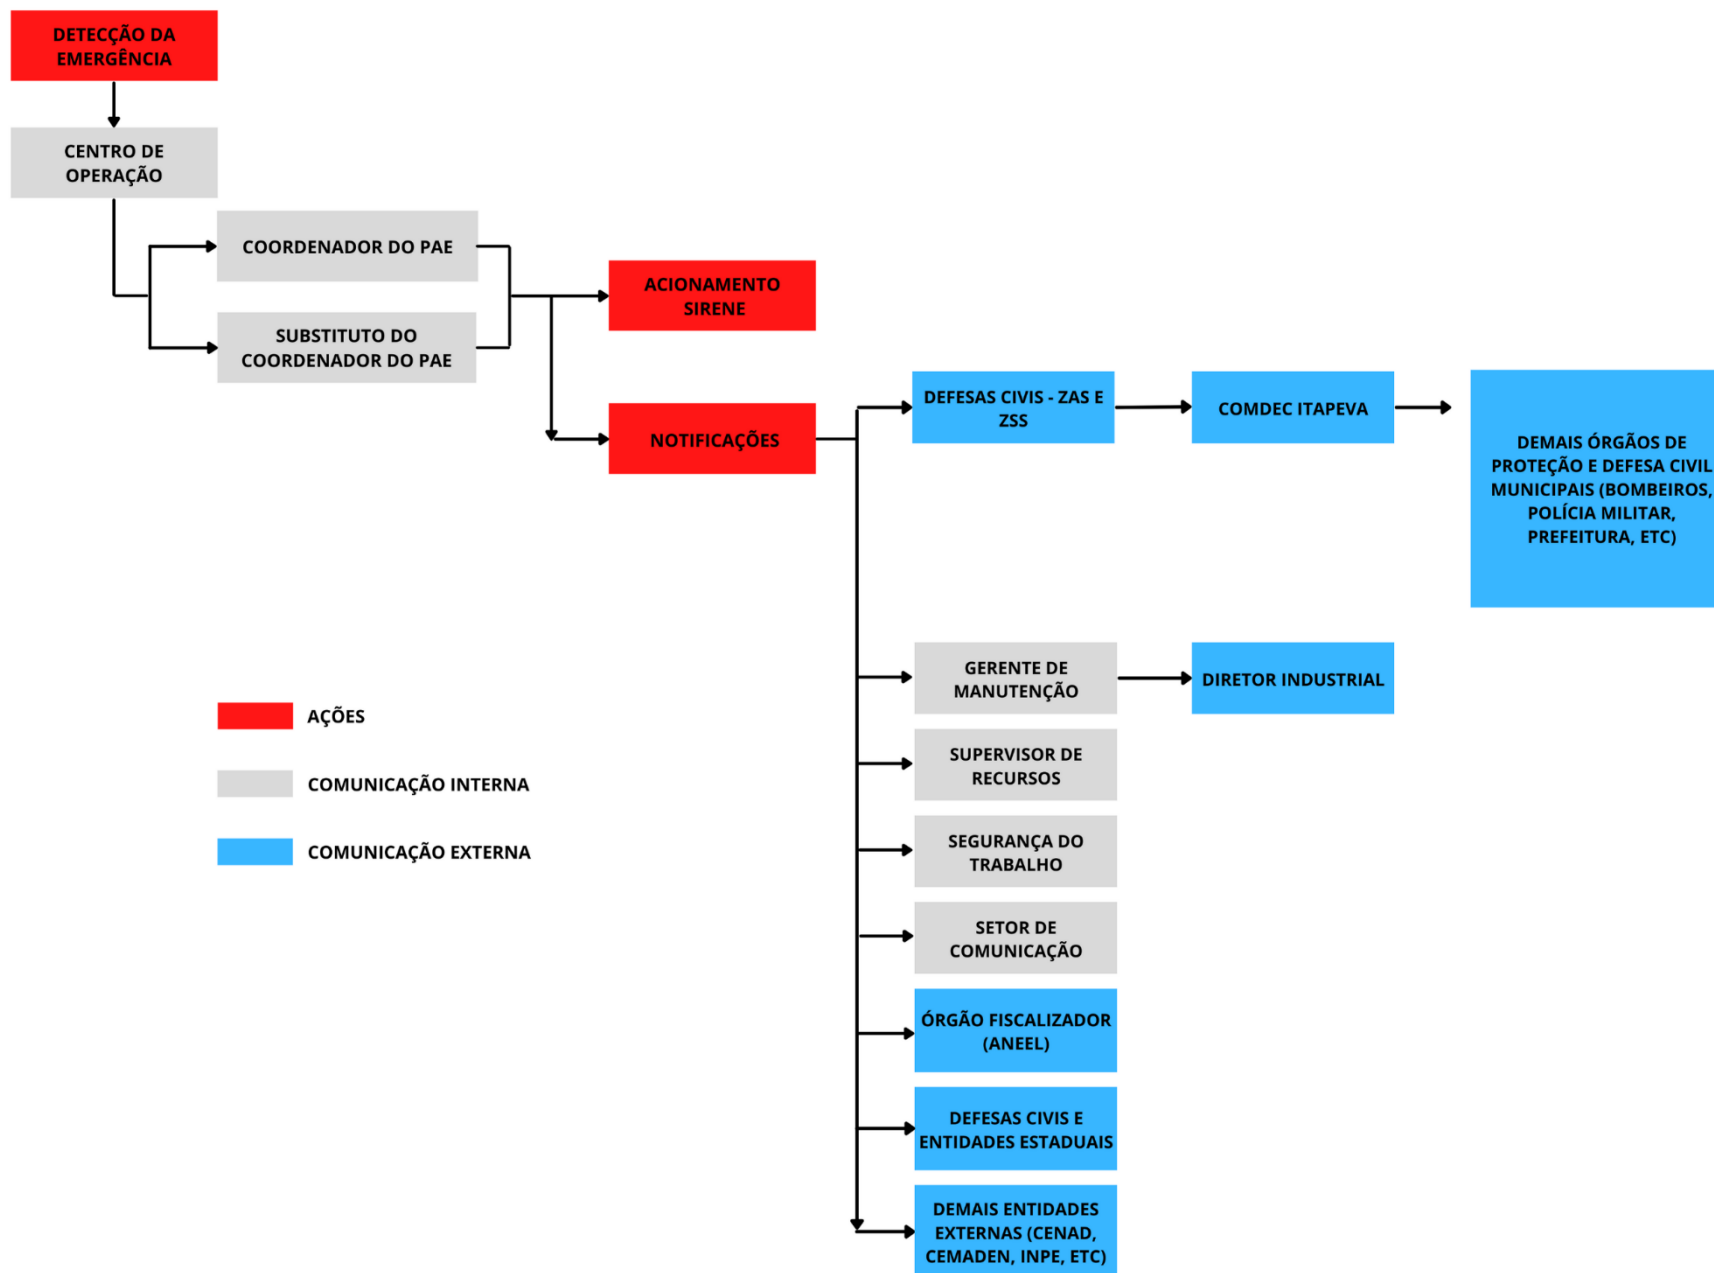 DETECÇÃO DA
EMERGÊNCIA
CENTRO DE
OPERAÇÃO
COORDENADOR DO PAE
SUBSTITUTO DO
COORDENADOR DO PAE
ACIONAMENTO
SIRENE
NOTIFICAÇÕES
DEFESAS CIVIS - ZAS E
ZSS
COMDEC ITAPEVA
DEMAIS ÓRGÃOS DE
PROTEÇÃO E DEFESA CIVIL
MUNICIPAIS (BOMBEIROS,
POLÍCIA MILITAR,
PREFEITURA, ETC)
GERENTE DE
MANUTENÇÃO
DIRETOR INDUSTRIAL
SUPERVISOR DE
RECURSOS
SEGURANÇA DO
TRABALHO
SETOR DE
COMUNICAÇÃO
ÓRGÃO FISCALIZADOR
(ANEEL)
DEFESAS CIVIS E
ENTIDADES ESTADUAIS
DEMAIS ENTIDADES
EXTERNAS (CENAD,
CEMADEN, INPE, ETC)
AÇÕES
COMUNICAÇÃO INTERNA
COMUNICAÇÃO EXTERNA